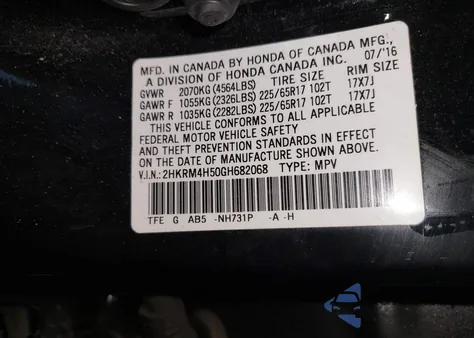 MFD. IN CANADA BY HONDA OF CANADA MFG.,
A DIVISION OF HONDA CANADA INC. 07/16
GVWR 2070KG (4564LBS) TIRE SIZE RIM SIZE
GAWR F 1055KG (2326LBS) 225/65R17 102T 17X7J
GAWR R 1035KG (2282LBS) 225/65R17 102T 17X7J
THIS VEHICLE CONFORMS TO ALL APPLICABLE
FEDERAL MOTOR VEHICLE SAFETY
AND THEFT PREVENTION STANDARDS IN EFFECT
ON THE DATE OF MANUFACTURE SHOWN ABOVE.
V.I.N.: 2HKRM4H50GH682068 TYPE: MPV
TFE G AB5 -NH731P -A -H